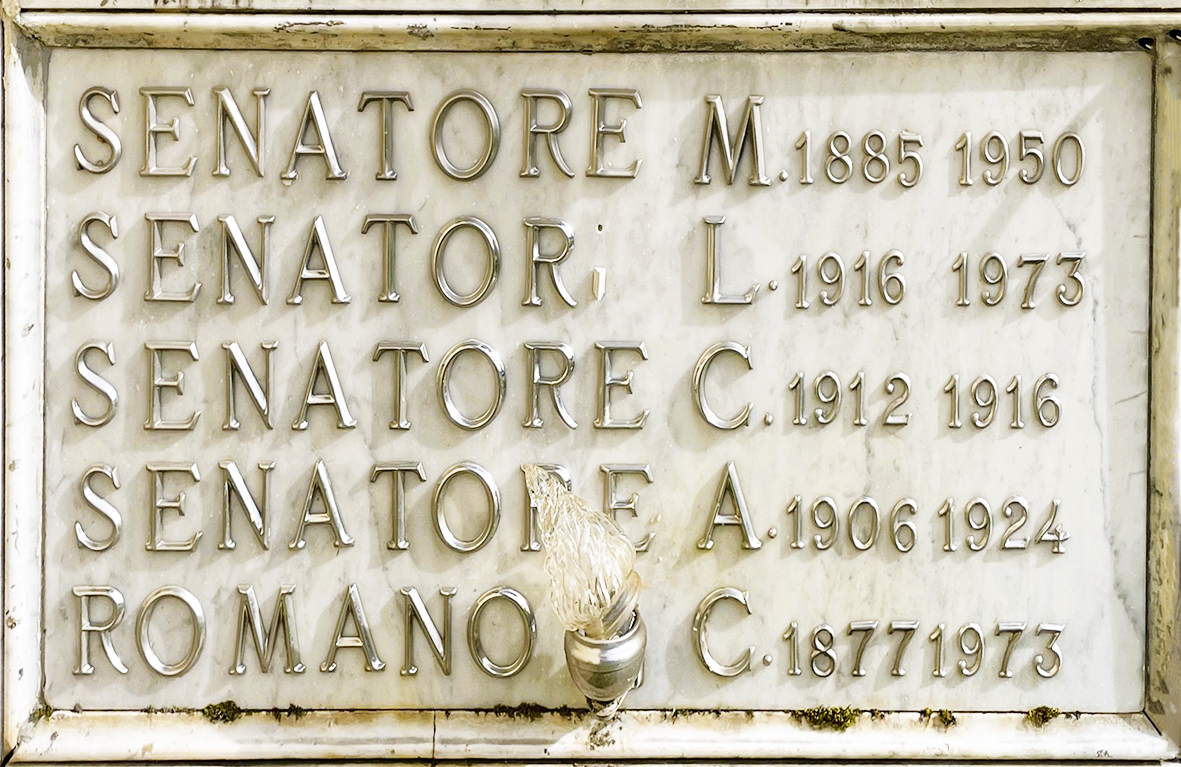 SENATORE M. 1885 1950
SENATOR L. 1916 1973
SENATORE C. 1912 1916
SENATORE A. 1906 1924
ROMANO C. 1877 1973